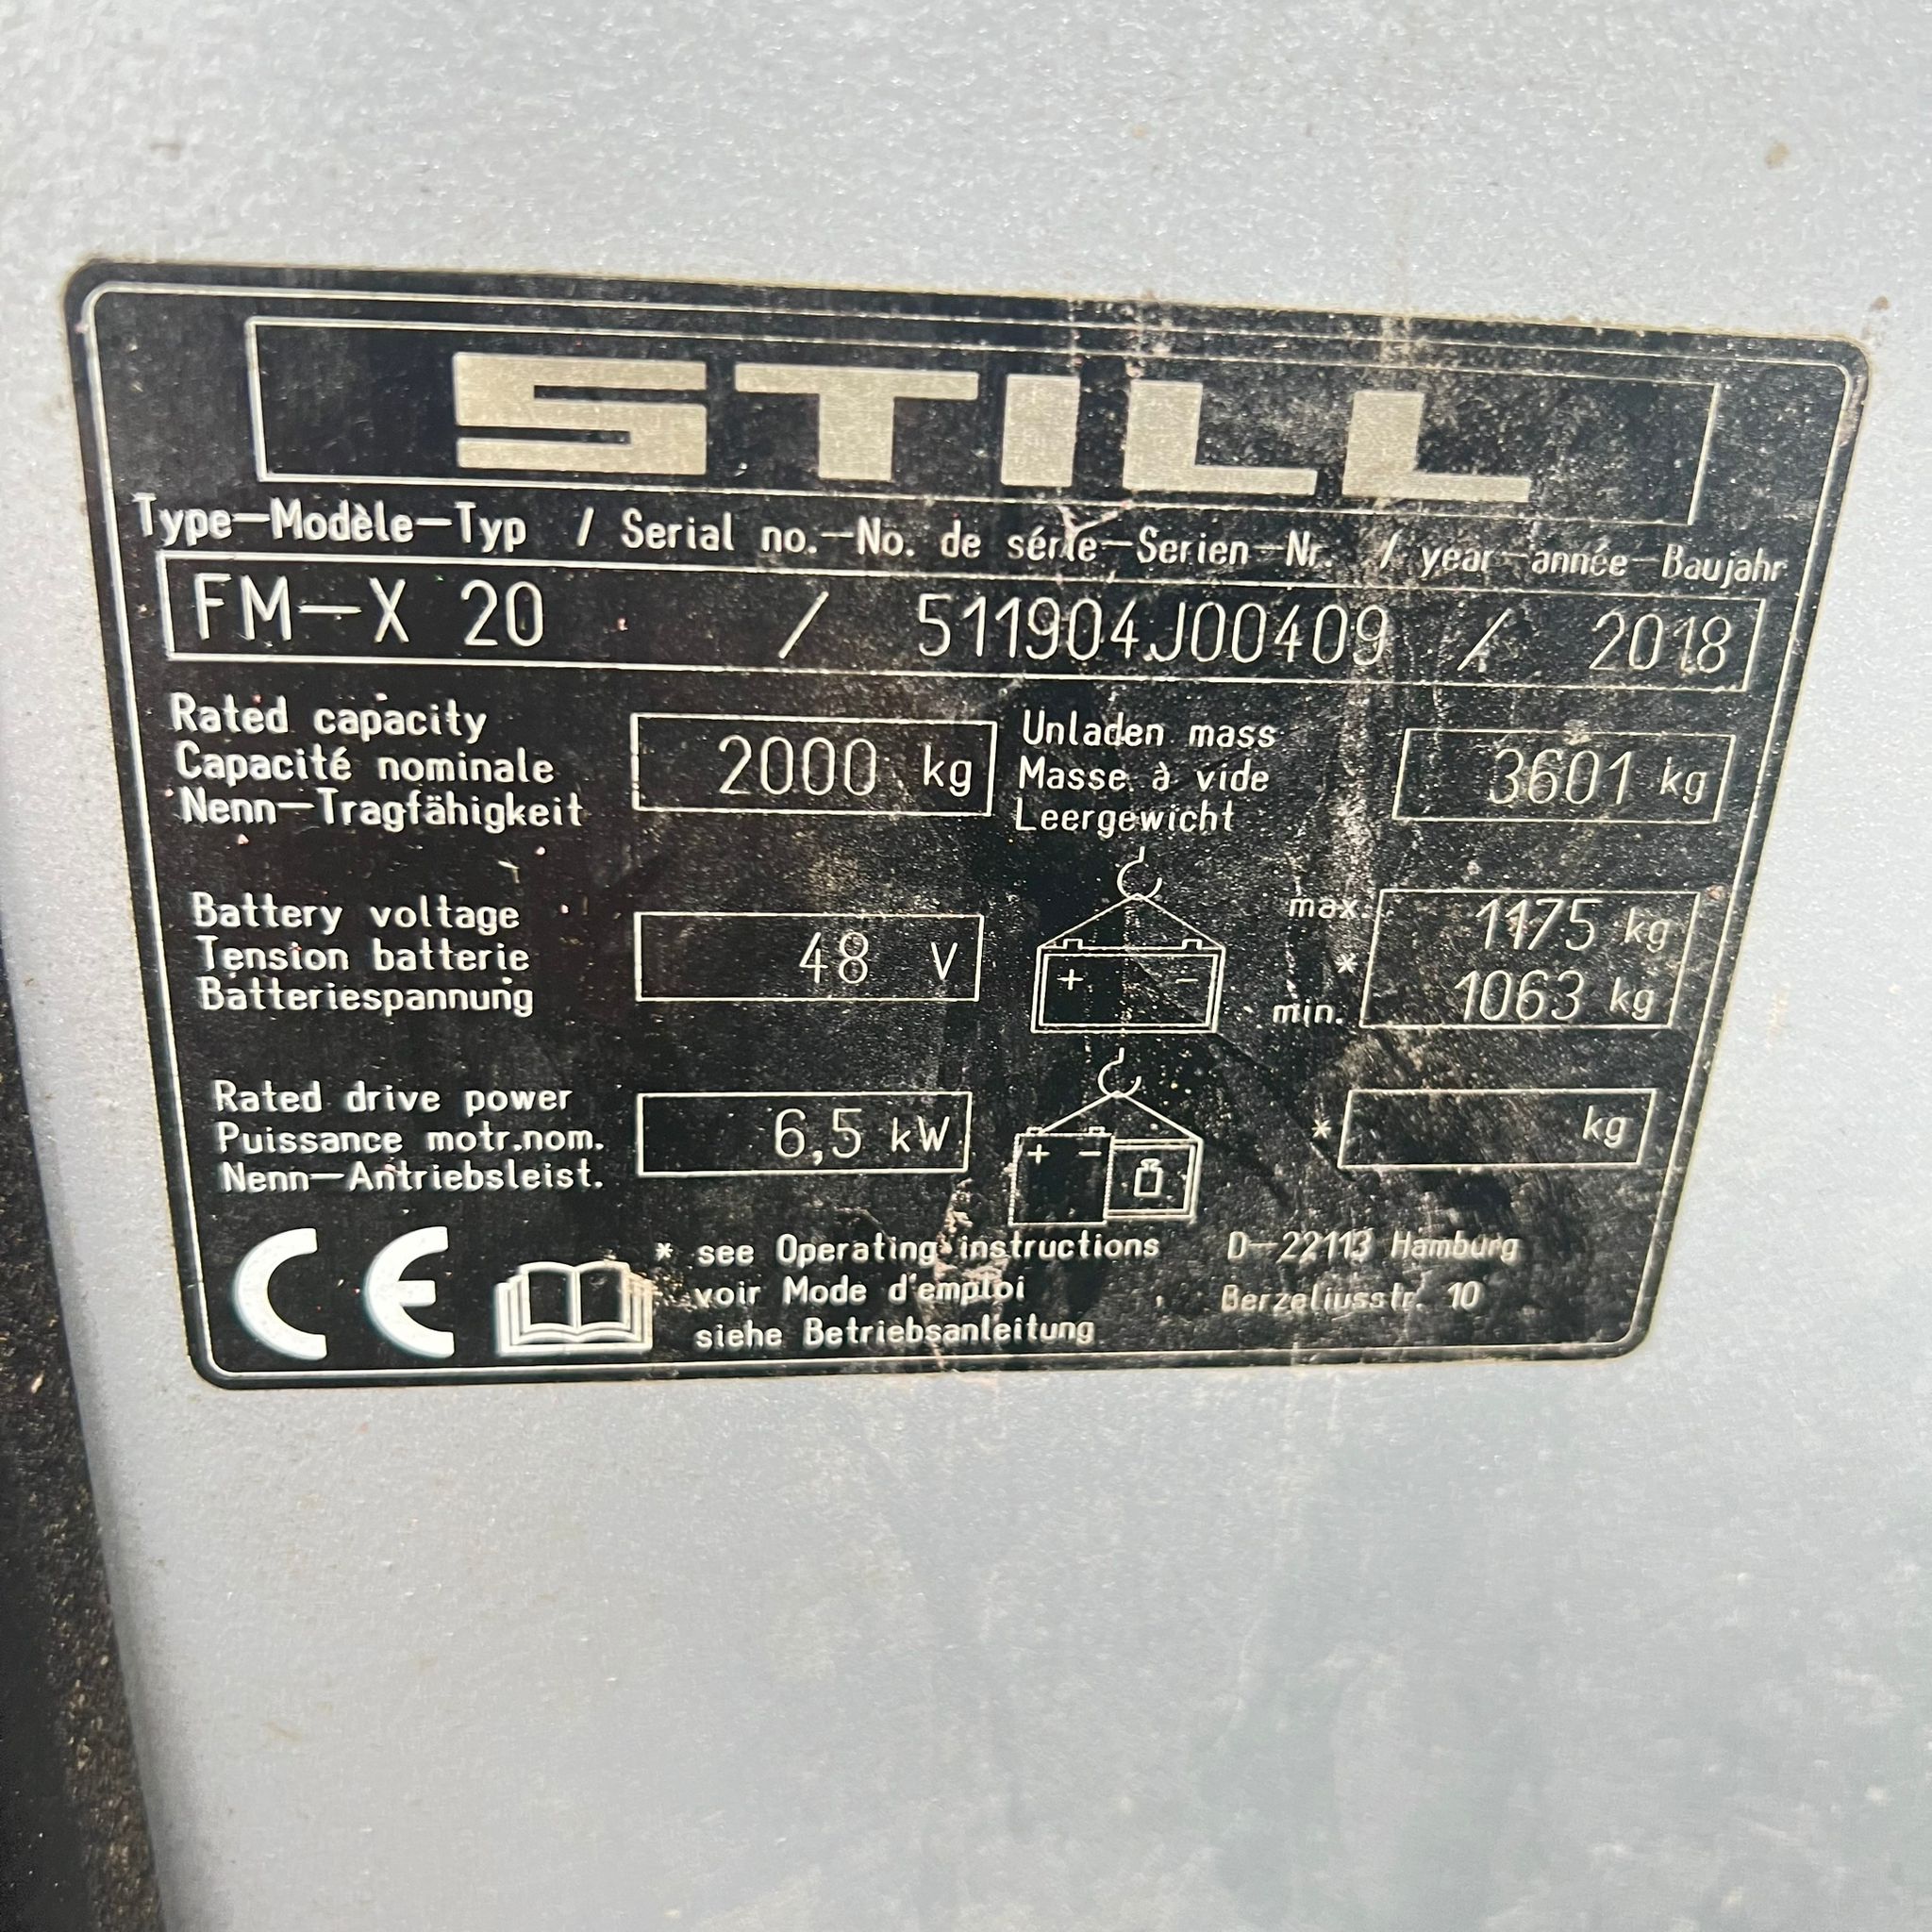 STILL
Type-Modèle-Typ / Serial no.-No. de série-Serien-Nr. / year-année-Baujahr
FM-X 20 / 511904J00409 / 2018
Rated capacity
Capacité nominale
Nenn-Tragfähigkeit
2000 kg
Unladen mass
Masse à vide
Leergewicht
3601 kg
Battery voltage
Tension batterie
Batteriespannung
48 V
+ -
max. 1175 kg
*
min. 1063 kg
Rated drive power
Puissance motr.nom.
Nenn-Antriebsleist.
6,5 kW
+ -
* kg
CE
* see Operating instructions
voir Mode d'emploi
siehe Betriebsanleitung
D-22113 Hamburg
Berzeliusstr. 10